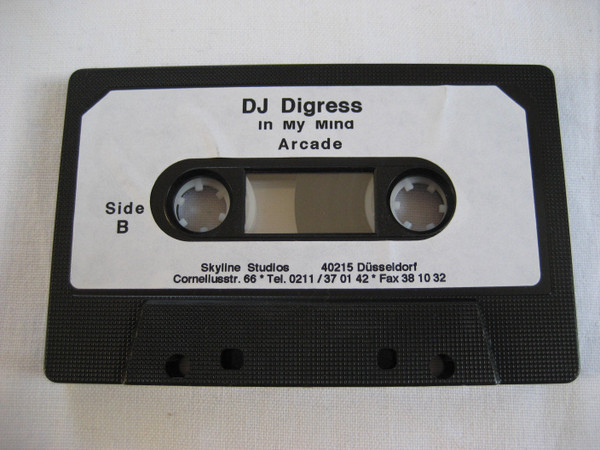 DJ Digress
In My Mind
Arcade
Side
B
Skyline Studios 40215 Düsseldorf
Corneliusstr. 66 * Tel. 0211 / 37 01 42 * Fax 38 10 32